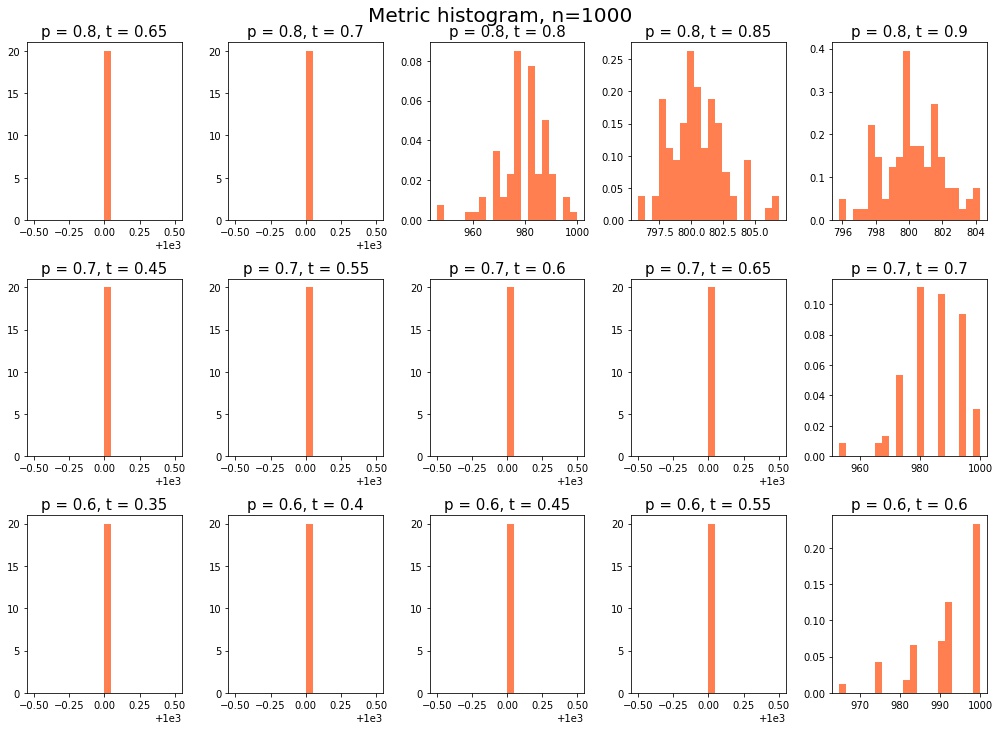 Metric histogram, n=1000
p = 0.8, t = 0.65
20
15
10
5
0
−0.50 −0.25 0.00 0.25 0.50
+1e3
p = 0.8, t = 0.7
20
15
10
5
0
−0.50 −0.25 0.00 0.25 0.50
+1e3
p = 0.8, t = 0.8
0.08
0.06
0.04
0.02
0.00
960 980 1000
p = 0.8, t = 0.85
0.25
0.20
0.15
0.10
0.05
0.00
797.5 800.0 802.5 805.0
p = 0.8, t = 0.9
0.4
0.3
0.2
0.1
0.0
796 798 800 802 804
p = 0.7, t = 0.45
20
15
10
5
0
−0.50 −0.25 0.00 0.25 0.50
+1e3
p = 0.7, t = 0.55
20
15
10
5
0
−0.50 −0.25 0.00 0.25 0.50
+1e3
p = 0.7, t = 0.6
20
15
10
5
0
−0.50 −0.25 0.00 0.25 0.50
+1e3
p = 0.7, t = 0.65
20
15
10
5
0
−0.50 −0.25 0.00 0.25 0.50
+1e3
p = 0.7, t = 0.7
0.10
0.08
0.06
0.04
0.02
0.00
960 980 1000
p = 0.6, t = 0.35
20
15
10
5
0
−0.50 −0.25 0.00 0.25 0.50
+1e3
p = 0.6, t = 0.4
20
15
10
5
0
−0.50 −0.25 0.00 0.25 0.50
+1e3
p = 0.6, t = 0.45
20
15
10
5
0
−0.50 −0.25 0.00 0.25 0.50
+1e3
p = 0.6, t = 0.55
20
15
10
5
0
−0.50 −0.25 0.00 0.25 0.50
+1e3
p = 0.6, t = 0.6
0.20
0.15
0.10
0.05
0.00
970 980 990 1000